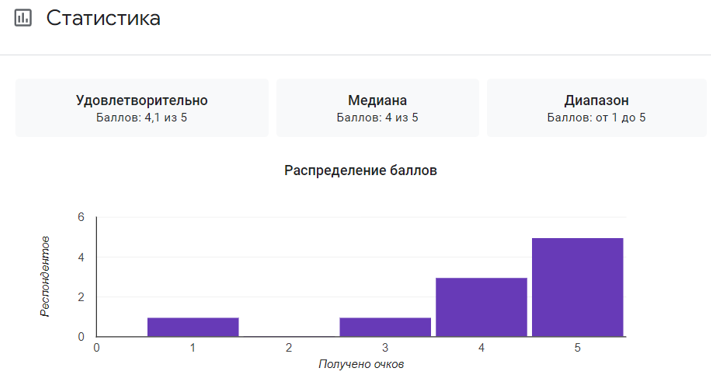 Статистика
Удовлетворительно
Баллов: 4,1 из 5
Медиана
Баллов: 4 из 5
Диапазон
Баллов: от 1 до 5
Распределение баллов
6
4
2
0
Респондентов
0 1 2 3 4 5
Получено очков